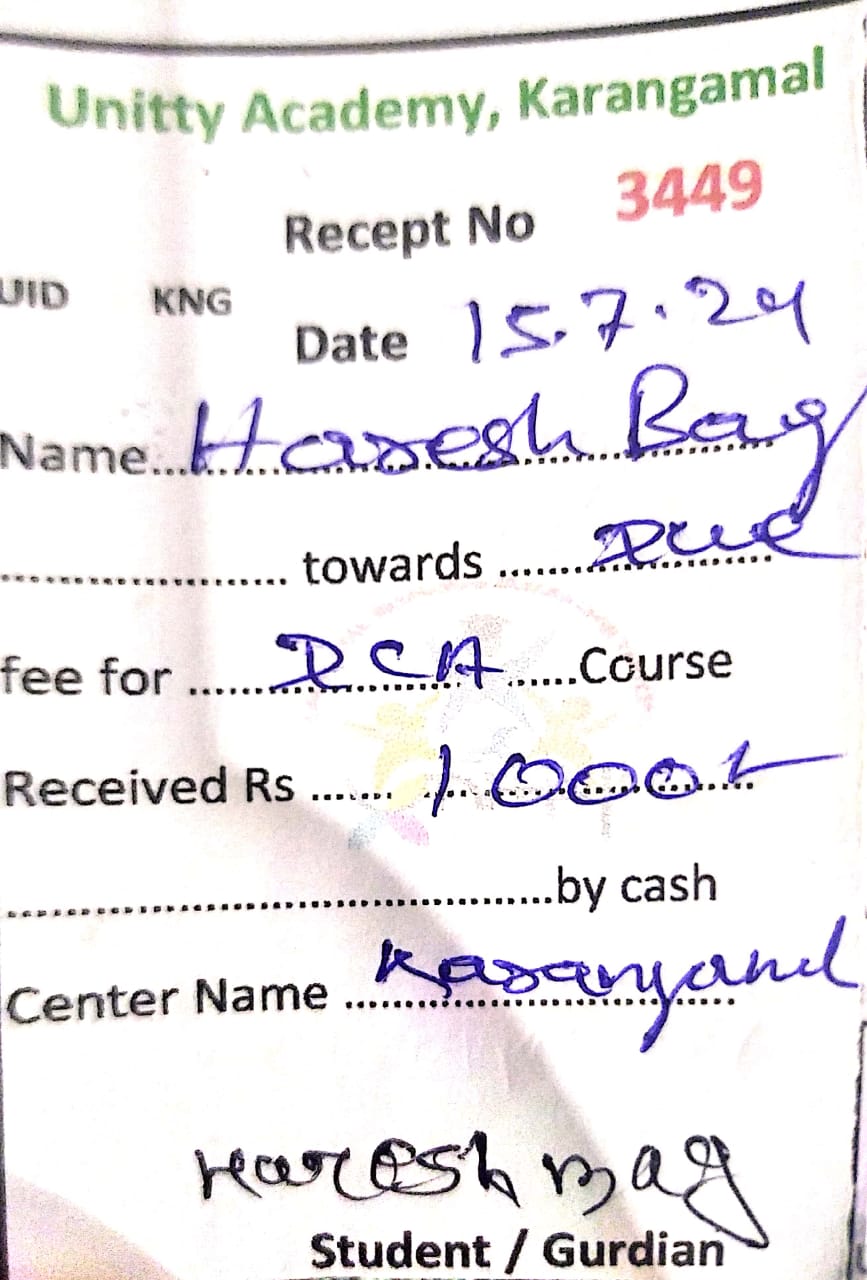 Unitty Academy, Karangamal
Recept No 3449
UID KNG
Date 15.7.24
Name....Haresh Bag
.................... towards ......Due
fee for ......DCA......Course
Received Rs ....... 1000/-
........................................by cash
Center Name ......
Haresh Bag
Student / Gurdian